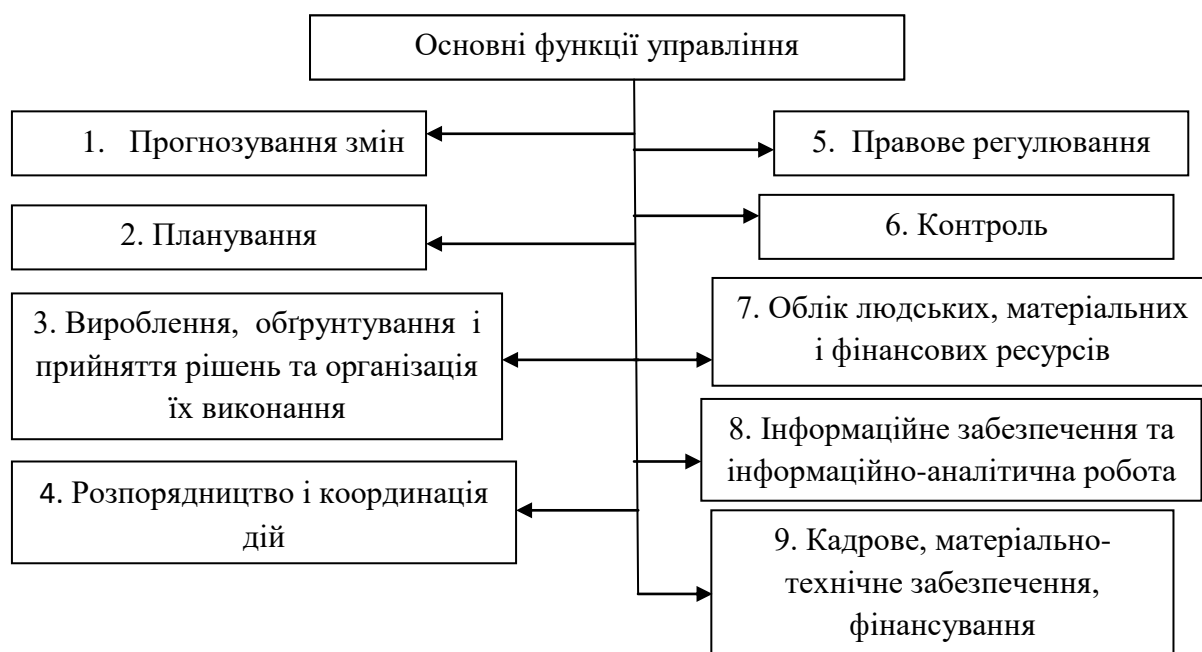 Основні функції управління
1. Прогнозування змін
2. Планування
3. Вироблення, обґрунтування і
прийняття рішень та організація
їх виконання
4. Розпорядництво і координація
дій
5. Правове регулювання
6. Контроль
7. Облік людських, матеріальних
і фінансових ресурсів
8. Інформаційне забезпечення та
інформаційно-аналітична робота
9. Кадрове, матеріально-
технічне забезпечення,
фінансування